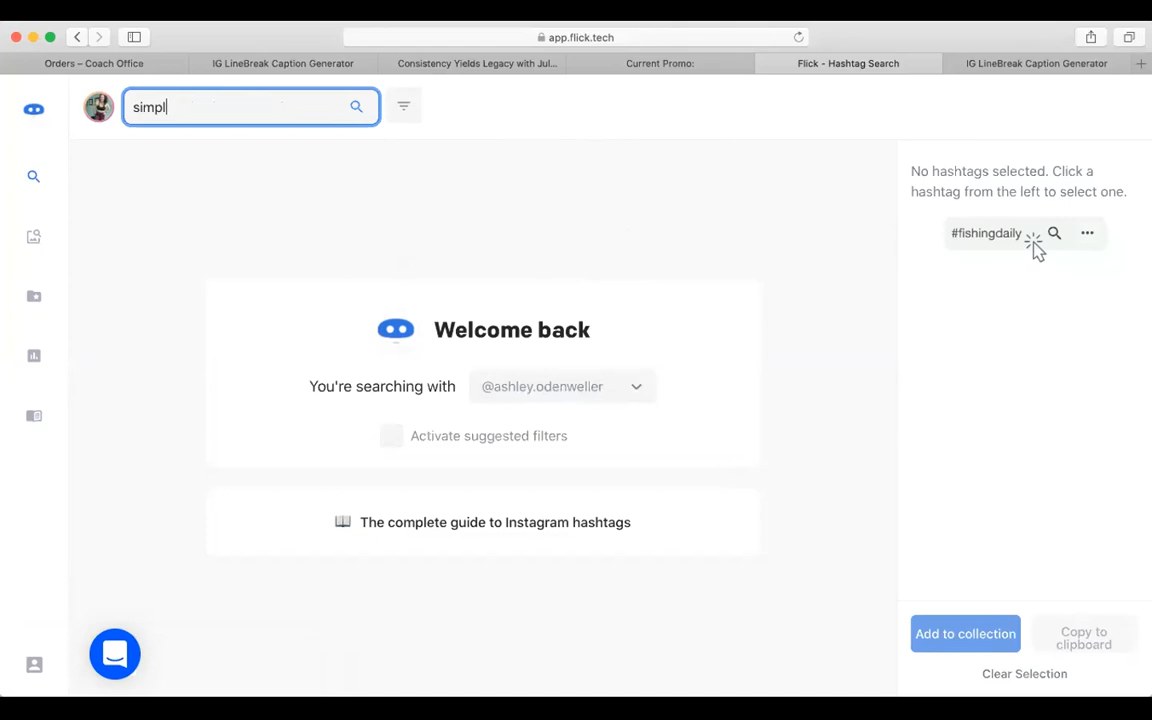 app.flick.tech
Orders – Coach Office
IG LineBreak Caption Generator
Consistency Yields Legacy with Jul...
Current Promo:
Flick - Hashtag Search
IG LineBreak Caption Generator
simpl
No hashtags selected. Click a
hashtag from the left to select one.
#fishingdaily
Welcome back
You're searching with
@ashley.odenweller
Activate suggested filters
The complete guide to Instagram hashtags
Add to collection
Copy to
clipboard
Clear Selection